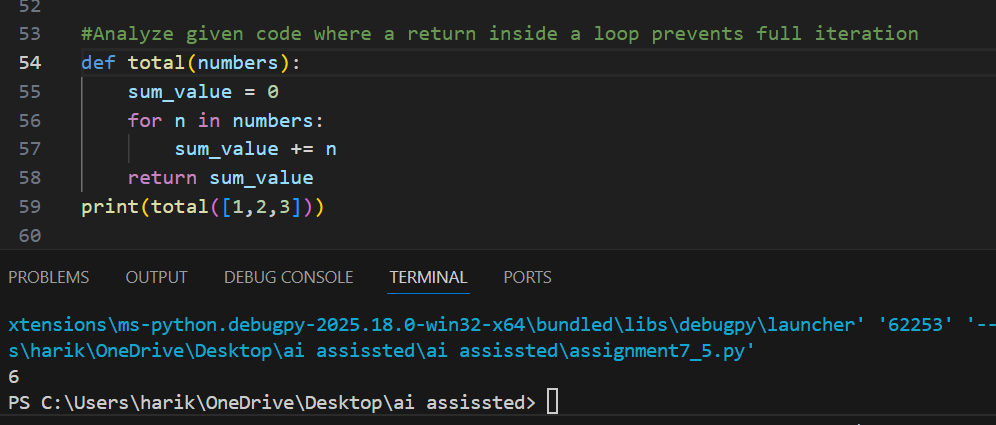 52
53 #Analyze given code where a return inside a loop prevents full iteration
54 def total(numbers):
55     sum_value = 0
56     for n in numbers:
57         sum_value += n
58     return sum_value
59 print(total([1,2,3]))
60
PROBLEMS OUTPUT DEBUG CONSOLE TERMINAL PORTS
xtensions\ms-python.debugpy-2025.18.0-win32-x64\bundled\libs\debugpy\launcher' '62253' '--
s\harik\OneDrive\Desktop\ai assissted\ai assissted\assignment7_5.py'
6
PS C:\Users\harik\OneDrive\Desktop\ai assissted>